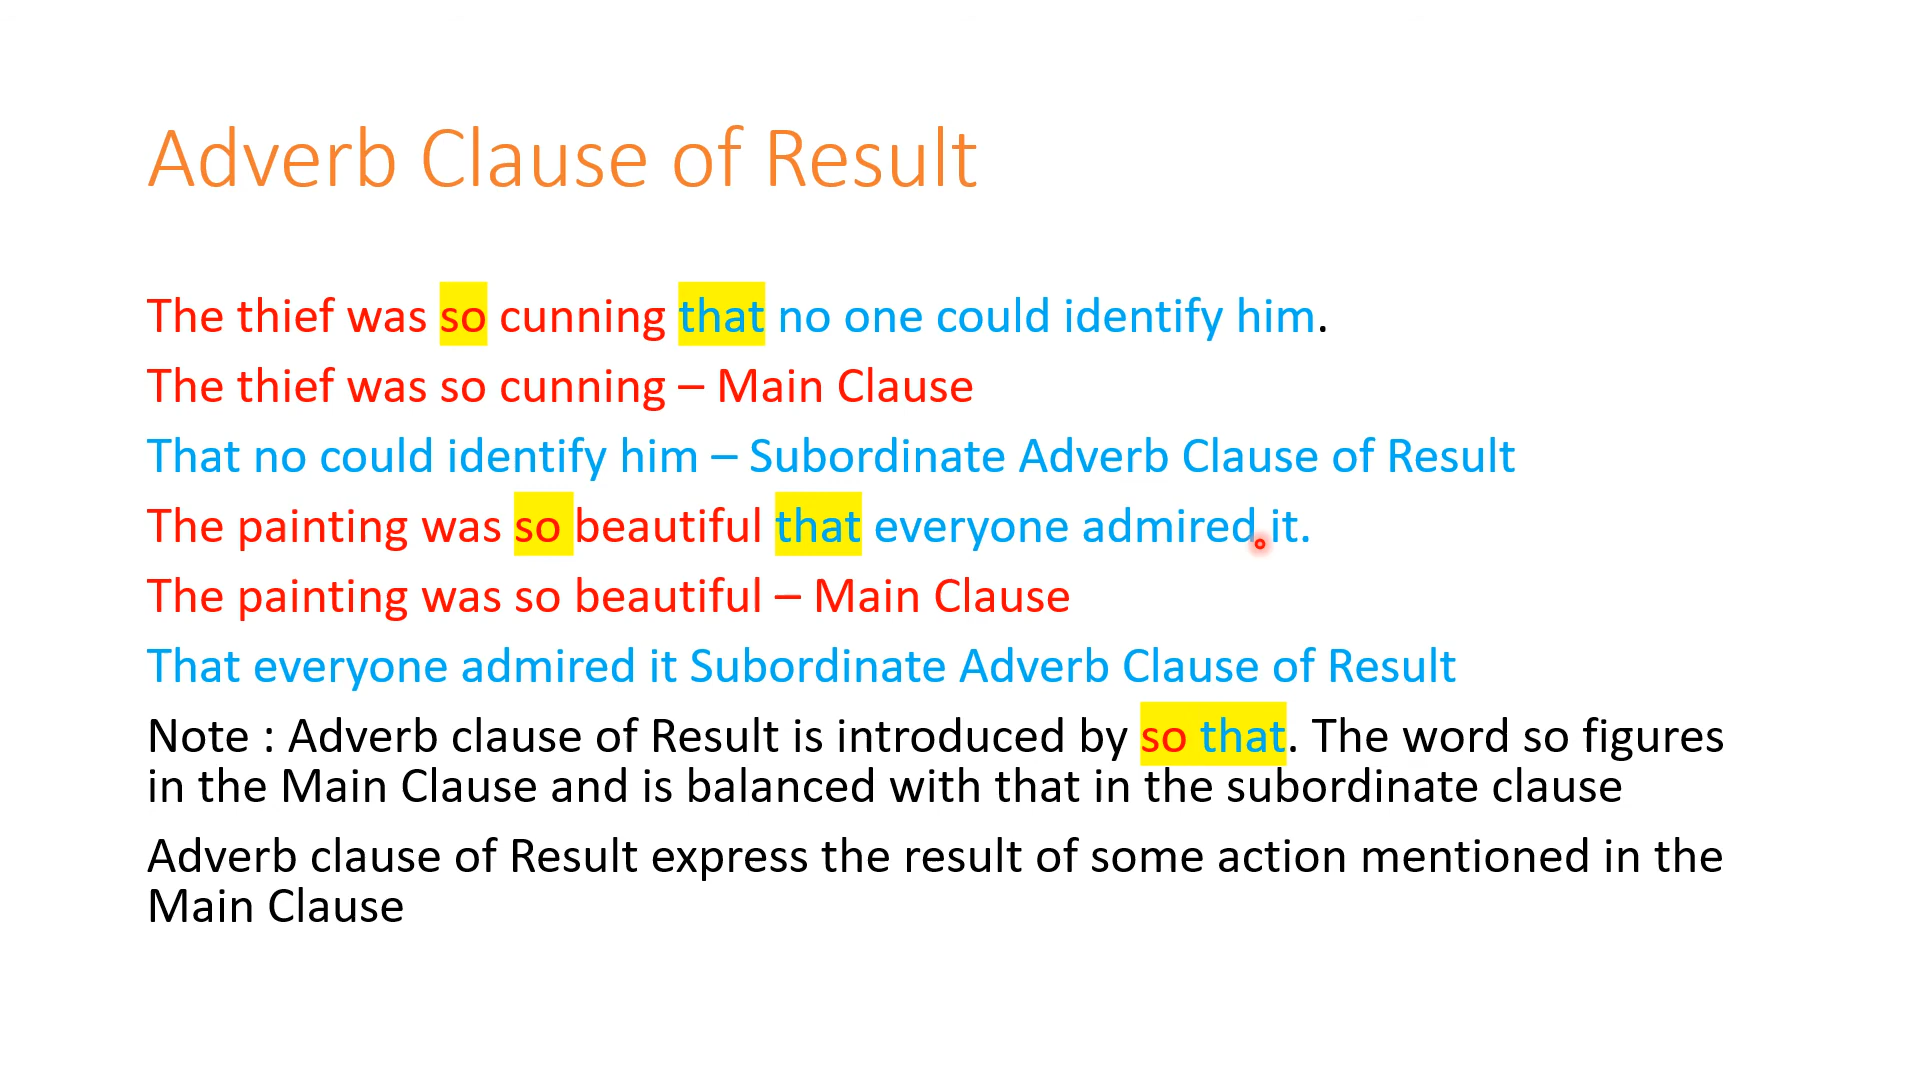 Adverb Clause of Result
The thief was so cunning that no one could identify him.
The thief was so cunning – Main Clause
That no could identify him – Subordinate Adverb Clause of Result
The painting was so beautiful that everyone admired it.
The painting was so beautiful – Main Clause
That everyone admired it Subordinate Adverb Clause of Result
Note : Adverb clause of Result is introduced by so that. The word so figures
in the Main Clause and is balanced with that in the subordinate clause
Adverb clause of Result express the result of some action mentioned in the
Main Clause